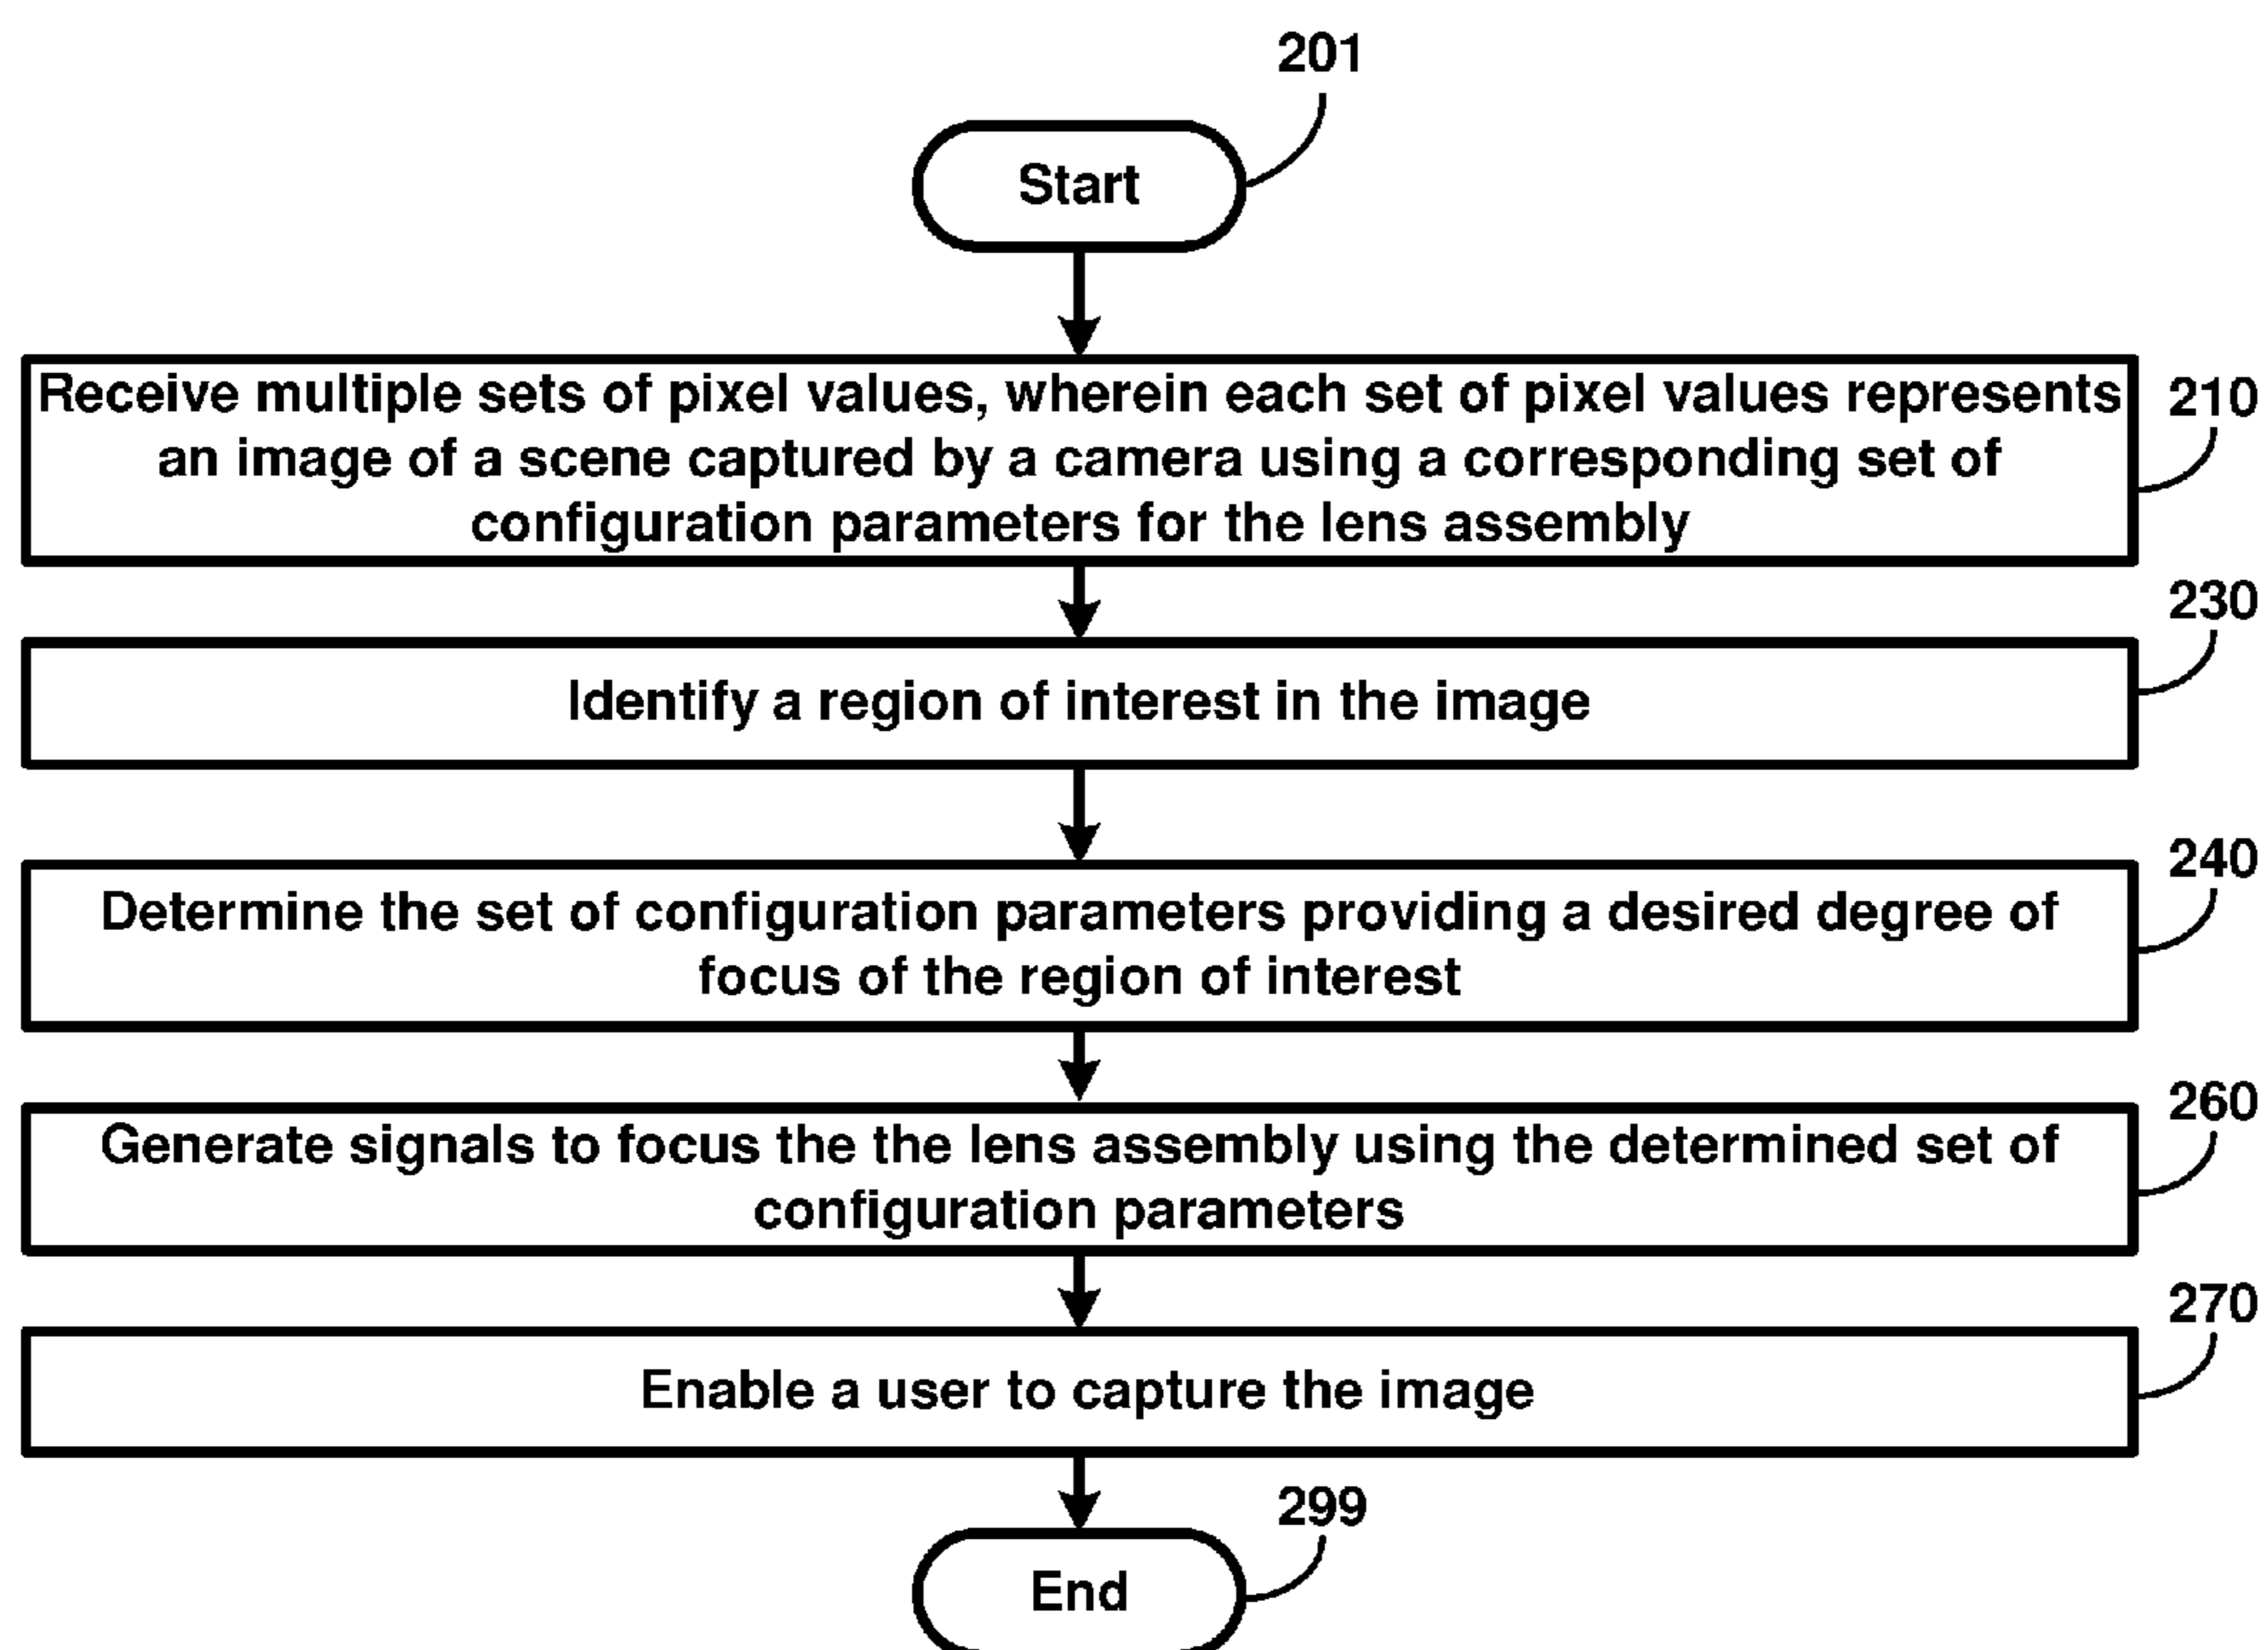 201
Start
Receive multiple sets of pixel values, wherein each set of pixel values represents
an image of a scene captured by a camera using a corresponding set of
configuration parameters for the lens assembly
210
230
Identify a region of interest in the image
240
Determine the set of configuration parameters providing a desired degree of
focus of the region of interest
260
Generate signals to focus the the lens assembly using the determined set of
configuration parameters
270
Enable a user to capture the image
299
End